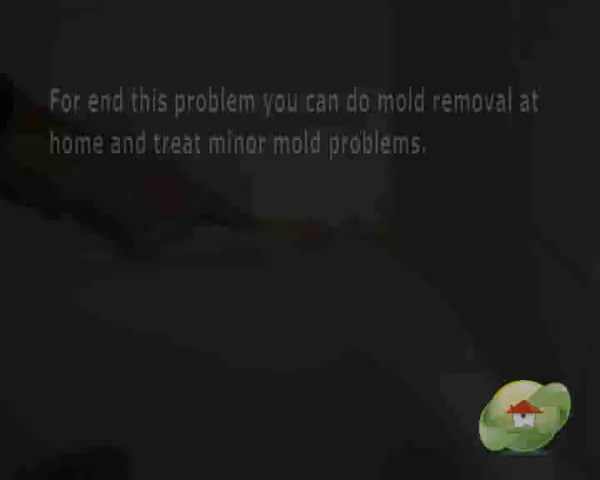 For end this problem you can do mold removal at
home and treat minor mold problems.